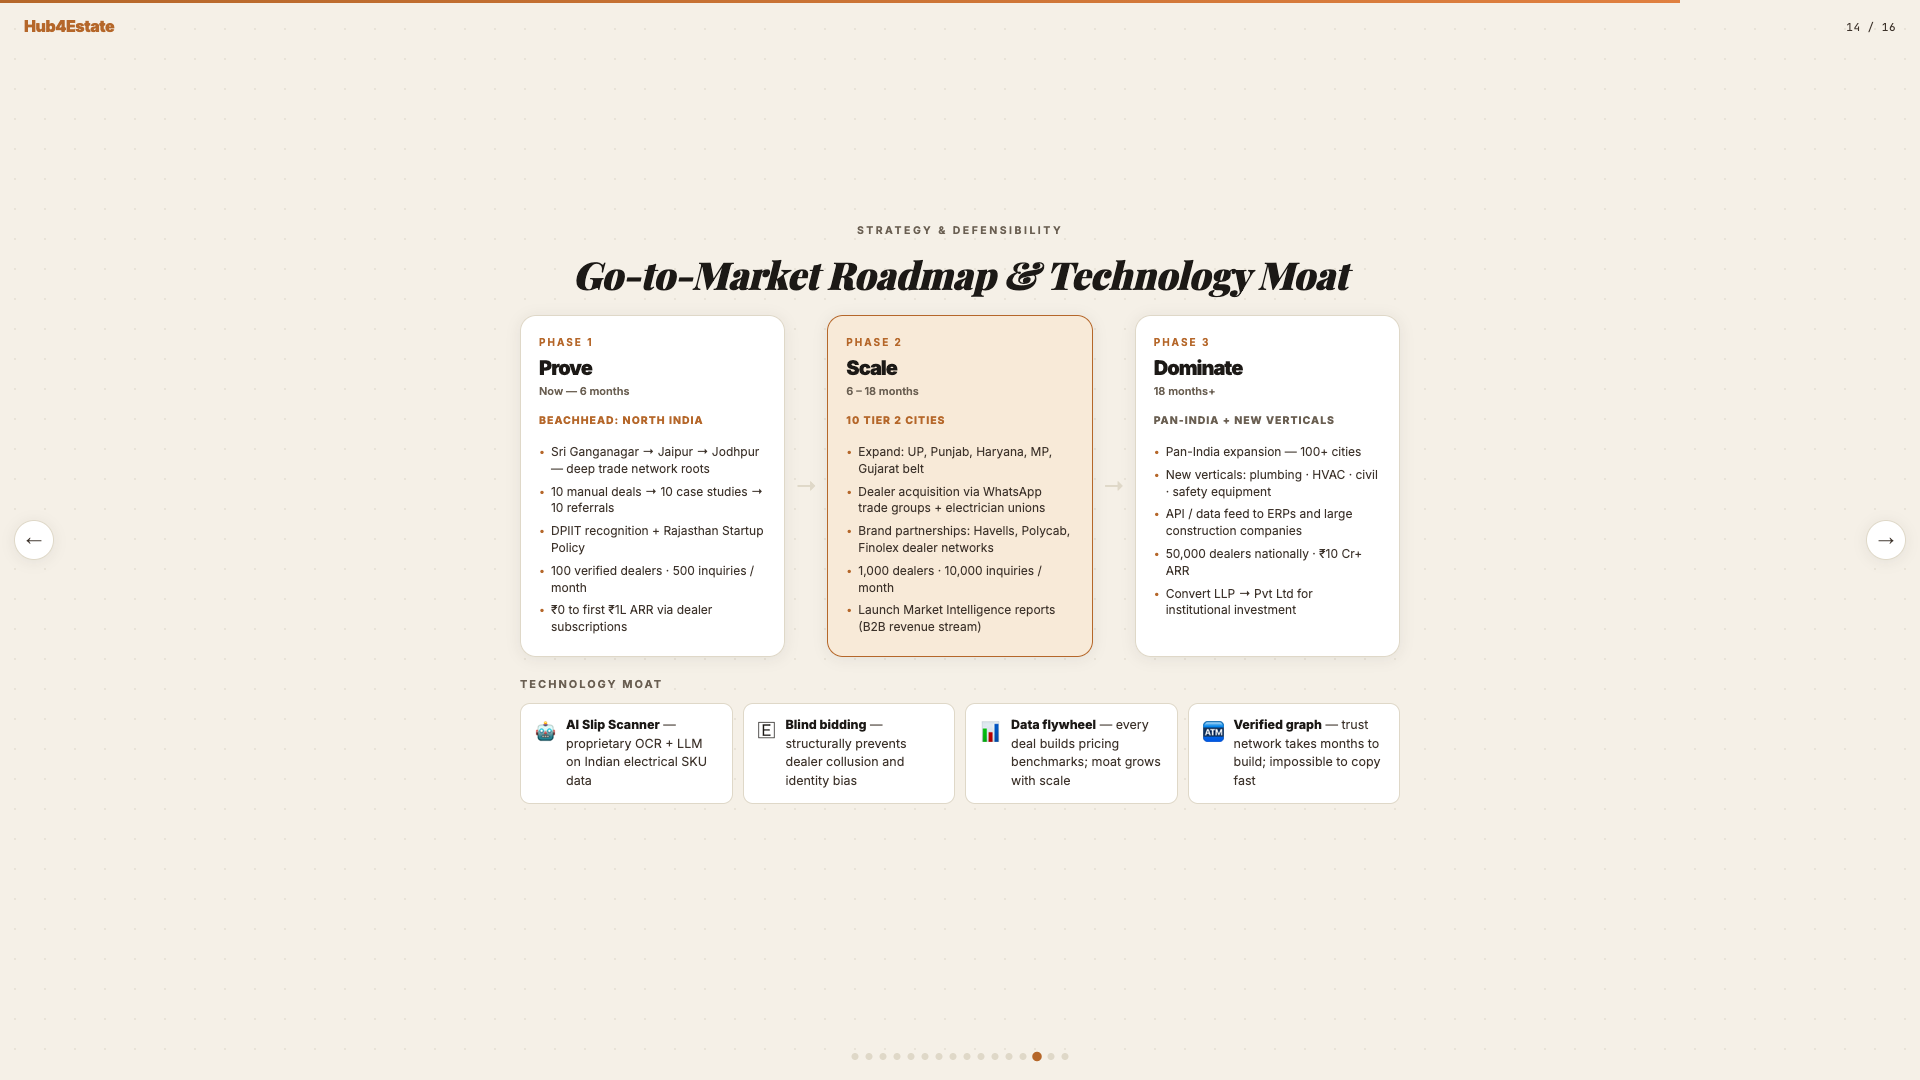 Hub4Estate
14 / 16
STRATEGY & DEFENSIBILITY
Go-to-Market Roadmap & Technology Moat
PHASE 1
Prove
Now — 6 months
BEACHHEAD: NORTH INDIA
• Sri Ganganagar → Jaipur → Jodhpur
— deep trade network roots
• 10 manual deals → 10 case studies →
10 referrals
• DPIIT recognition + Rajasthan Startup
Policy
• 100 verified dealers · 500 inquiries /
month
• ₹0 to first ₹1L ARR via dealer
subscriptions
→
PHASE 2
Scale
6 – 18 months
10 TIER 2 CITIES
• Expand: UP, Punjab, Haryana, MP,
Gujarat belt
• Dealer acquisition via WhatsApp
trade groups + electrician unions
• Brand partnerships: Havells, Polycab,
Finolex dealer networks
• 1,000 dealers · 10,000 inquiries /
month
• Launch Market Intelligence reports
(B2B revenue stream)
→
PHASE 3
Dominate
18 months+
PAN-INDIA + NEW VERTICALS
• Pan-India expansion — 100+ cities
• New verticals: plumbing · HVAC · civil
· safety equipment
• API / data feed to ERPs and large
construction companies
• 50,000 dealers nationally · ₹10 Cr+
ARR
• Convert LLP → Pvt Ltd for
institutional investment
TECHNOLOGY MOAT
🤖 AI Slip Scanner —
proprietary OCR + LLM
on Indian electrical SKU
data
🄴 Blind bidding —
structurally prevents
dealer collusion and
identity bias
📊 Data flywheel — every
deal builds pricing
benchmarks; moat grows
with scale
🏧 Verified graph — trust
network takes months to
build; impossible to copy
fast
←
→